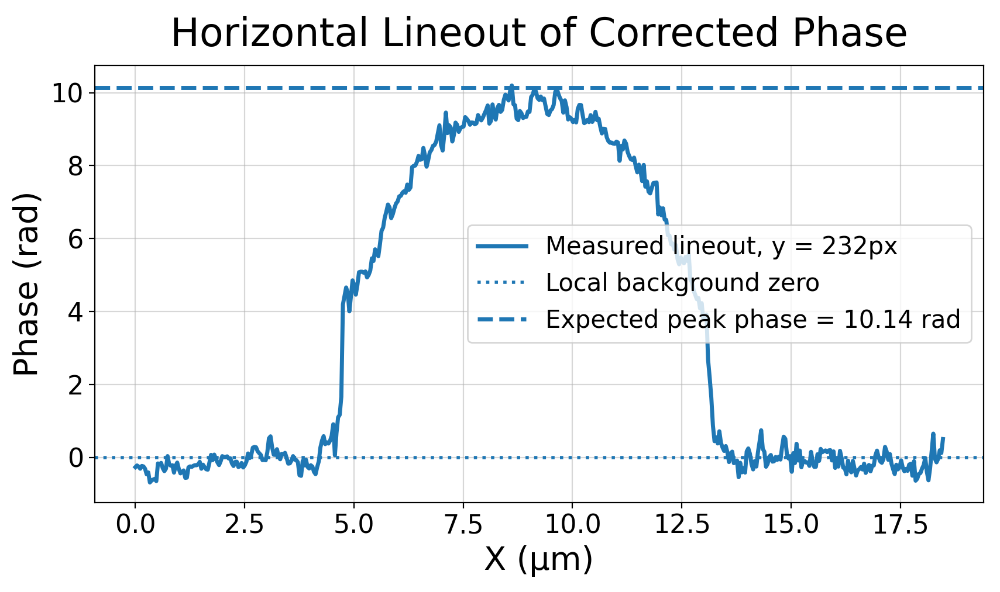 Horizontal Lineout of Corrected Phase
Phase (rad)
10
8
6
4
2
0
Measured lineout, y = 232px
Local background zero
Expected peak phase = 10.14 rad
0.0 2.5 5.0 7.5 10.0 12.5 15.0 17.5
X (µm)